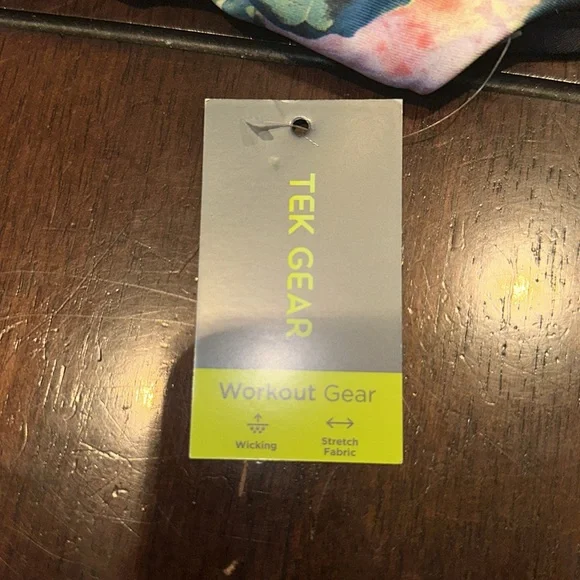 TEK GEAR
Workout Gear
Wicking
Stretch
Fabric